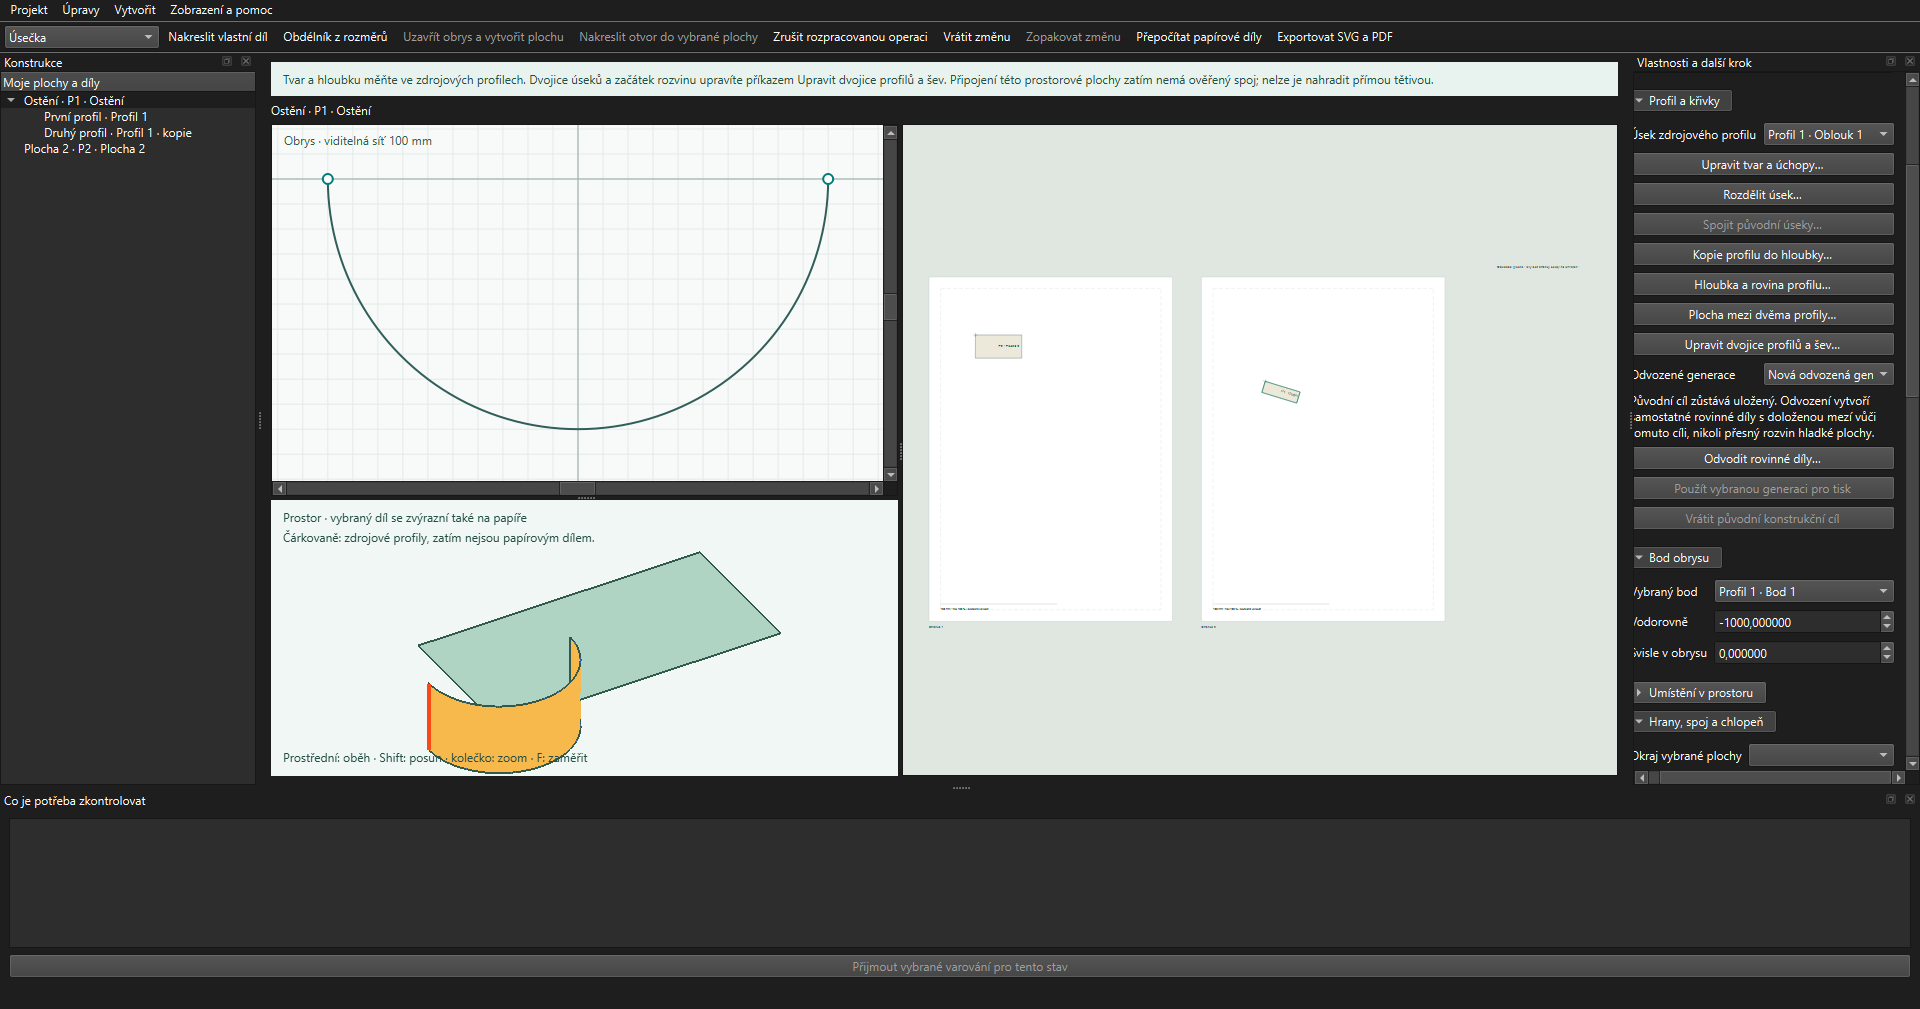 Projekt Úpravy Vytvořit Zobrazení a pomoc
Úsečka Nakreslit vlastní díl Obdélník z rozměrů Uzavřít obrys a vytvořit plochu Nakreslit otvor do vybrané plochy Zrušit rozpracovanou operaci Vrátit změnu Zopakovat změnu Přepočítat papírové díly Exportovat SVG a PDF
Konstrukce
Moje plochy a díly
Ostění · P1 · Ostění
První profil · Profil 1
Druhý profil · Profil 1 · kopie
Plocha 2 · P2 · Plocha 2
Tvar a hloubku měňte ve zdrojových profilech. Dvojice úseků a začátek rozvinu upravíte příkazem Upravit dvojice profilů a šev. Připojení této prostorové plochy zatím nemá ověřený spoj; nelze je nahradit přímou tětivou.
Ostění · P1 · Ostění
Obrys · viditelná síť 100 mm
Prostor · vybraný díl se zvýrazní také na papíře
Čárkovaně: zdrojové profily, zatím nejsou papírovým dílem.
Prostřední: oběh · Shift: posun · kolečko: zoom · F: zaměřit
Vlastnosti a další krok
Profil a křivky
Úsek zdrojového profilu Profil 1 · Oblouk 1
Upravit tvar a úchopy...
Rozdělit úsek...
Spojit původní úseky...
Kopie profilu do hloubky...
Hloubka a rovina profilu...
Plocha mezi dvěma profily...
Upravit dvojice profilů a šev...
Odvozené generace Nová odvozená gen
Původní cíl zůstává uložený. Odvození vytvoří
samostatné rovinné díly s doloženou mezí vůči
tomuto cíli, nikoli přesný rozvin hladké plochy.
Odvodit rovinné díly...
Použít vybranou generaci pro tisk
Vrátit původní konstrukční cíl
Bod obrysu
Vybraný bod Profil 1 · Bod 1
Vodorovně -1000,000000
Svisle v obrysu 0,000000
Umístění v prostoru
Hrany, spoj a chlopeň
Okraj vybrané plochy
Co je potřeba zkontrolovat
Přijmout vybrané varování pro tento stav